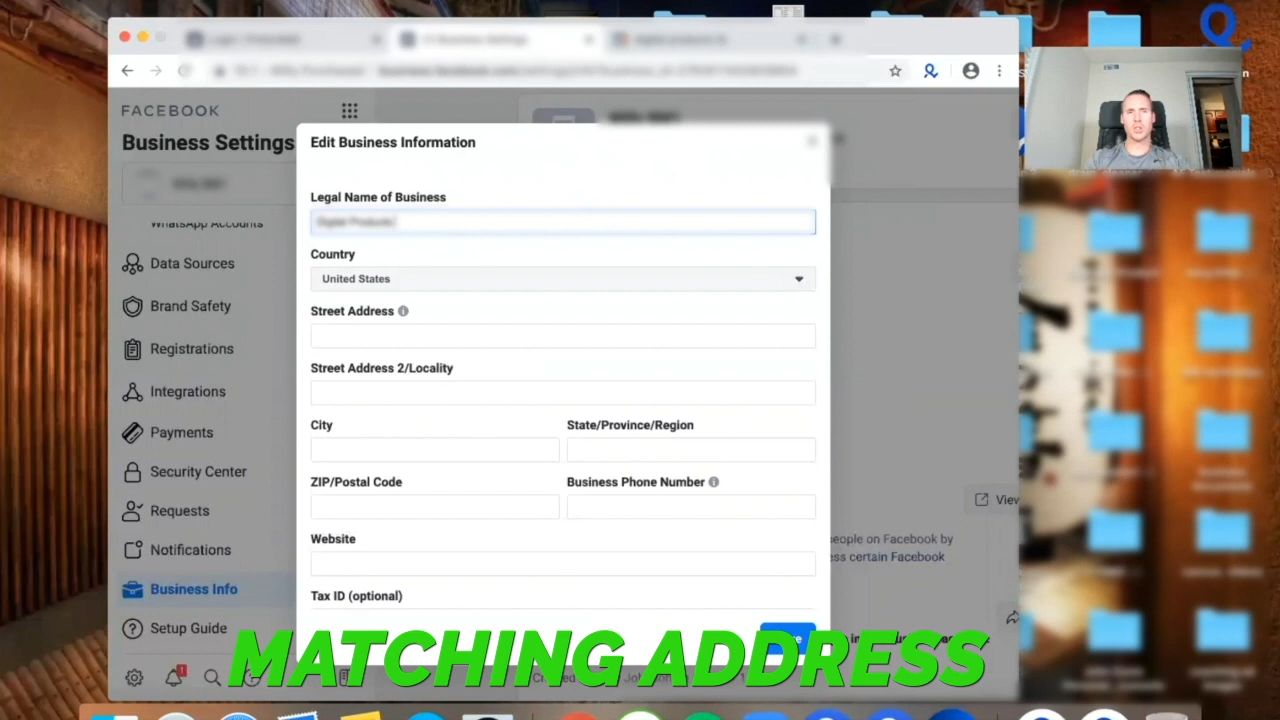 FACEBOOK
Business Settings
WhatsApp Accounts
Data Sources
Brand Safety
Registrations
Integrations
Payments
Security Center
Requests
Notifications
Business Info
Setup Guide
1
Edit Business Information
Legal Name of Business
Digital Products
Country
United States
Street Address
Street Address 2/Locality
City
State/Province/Region
ZIP/Postal Code
Business Phone Number
Website
Tax ID (optional)
View
people on Facebook by
certain Facebook
MATCHING ADDRESS